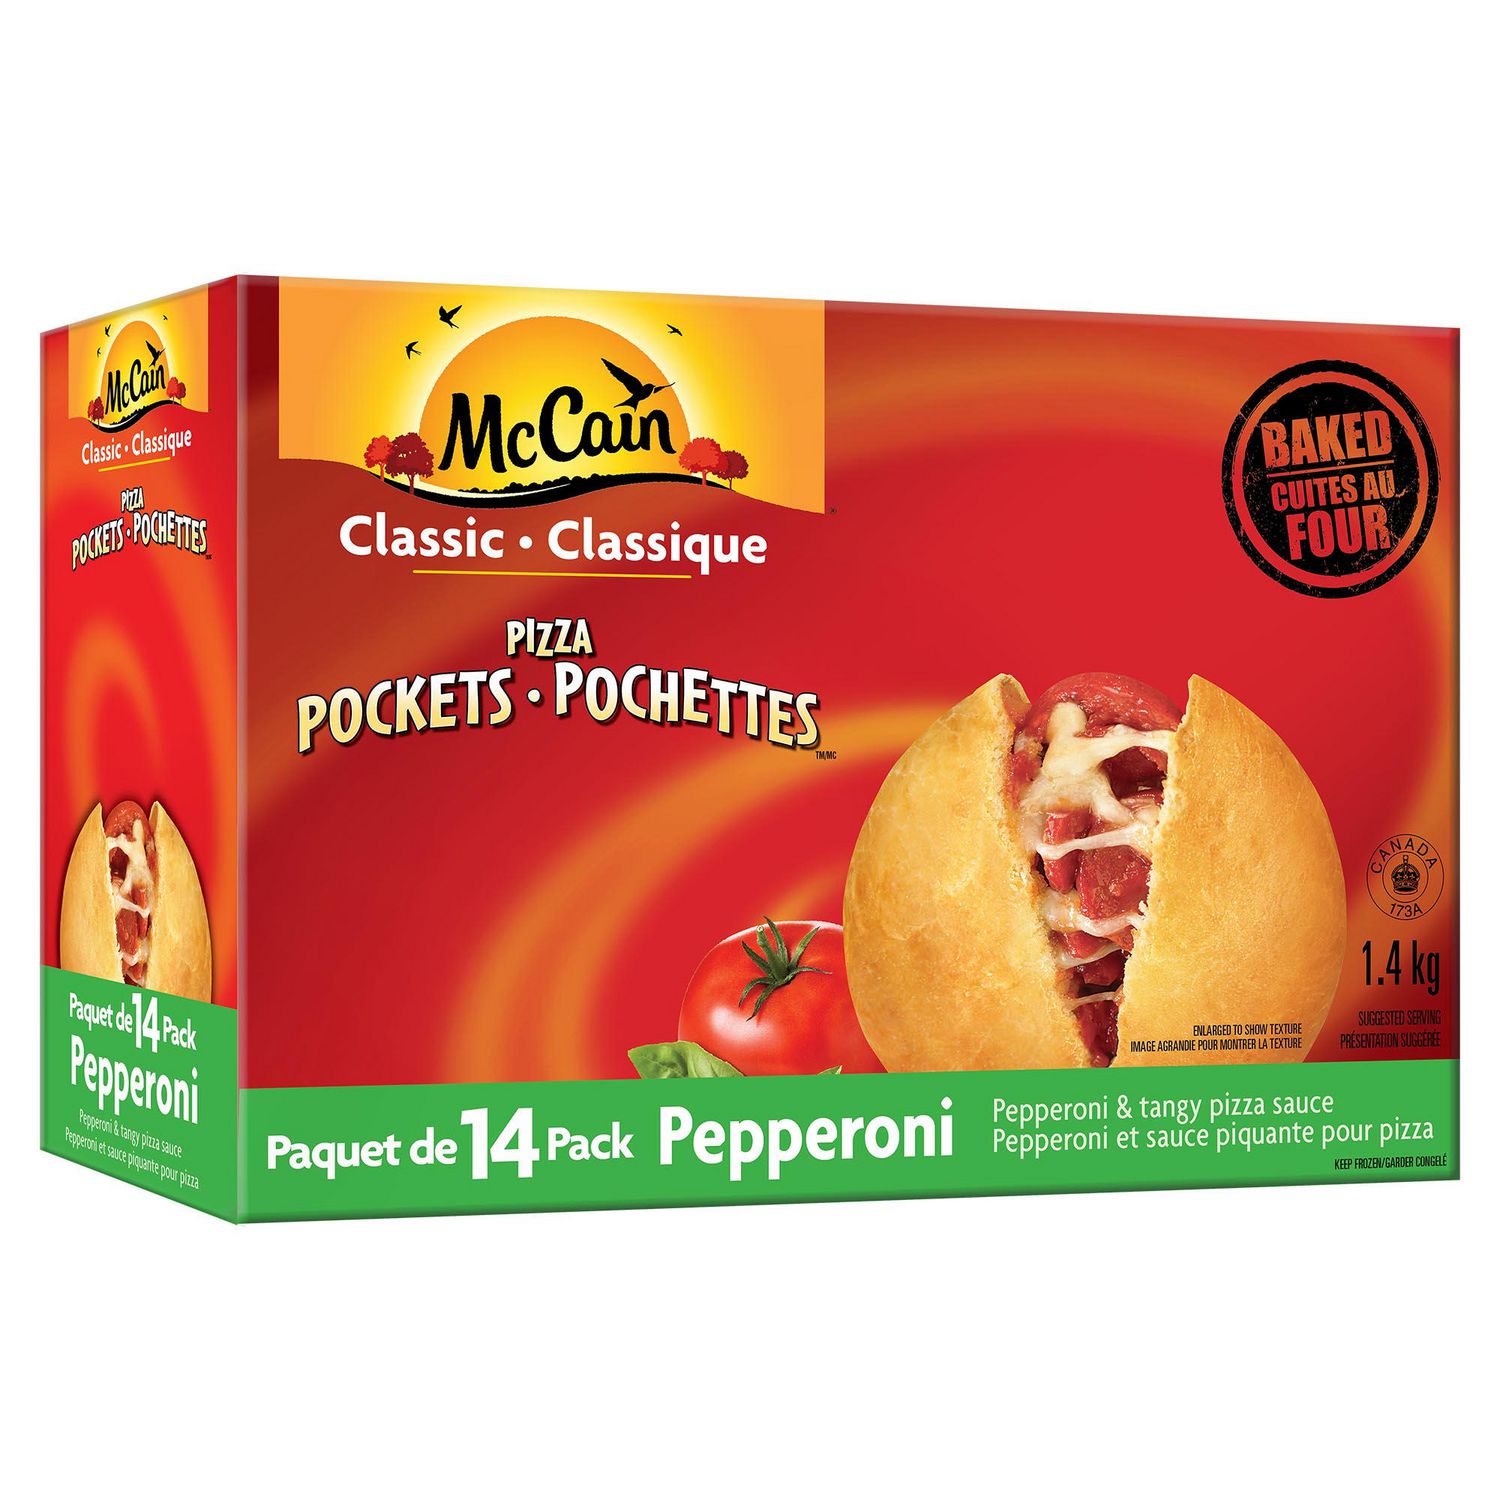 McCain
Classic • Classique
PIZZA
POCKETS • POCHETTES
Paquet de 14 Pack
Pepperoni
Pepperoni & tangy pizza sauce
Pepperoni et sauce piquante pour pizza
McCain
®
Classic • Classique
PIZZA
POCKETS • POCHETTES
TM/MC
BAKED
CUITES AU
FOUR
CANADA
173A
1.4 kg
SUGGESTED SERVING
PRÉSENTATION SUGGÉRÉE
ENLARGED TO SHOW TEXTURE
IMAGE AGRANDIE POUR MONTRER LA TEXTURE
Paquet de 14 Pack Pepperoni
Pepperoni & tangy pizza sauce
Pepperoni et sauce piquante pour pizza
KEEP FROZEN/GARDER CONGELÉ